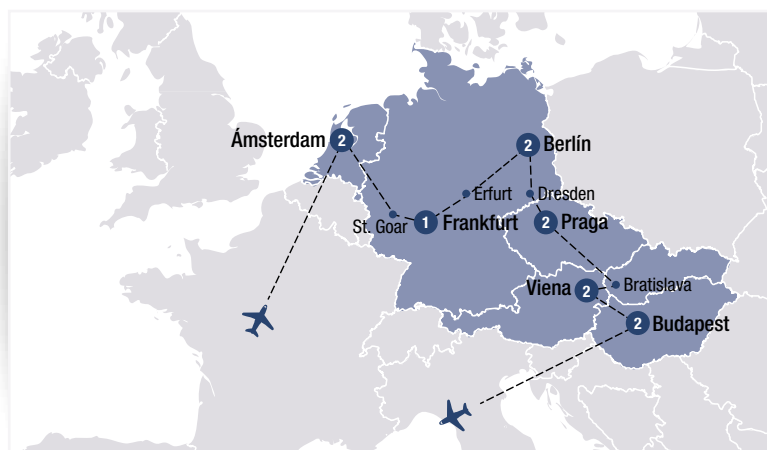 Ámsterdam 2
2 Berlín
Erfurt
Dresden
St. Goar
1 Frankfurt
2 Praga
Viena 2
Bratislava
2 Budapest